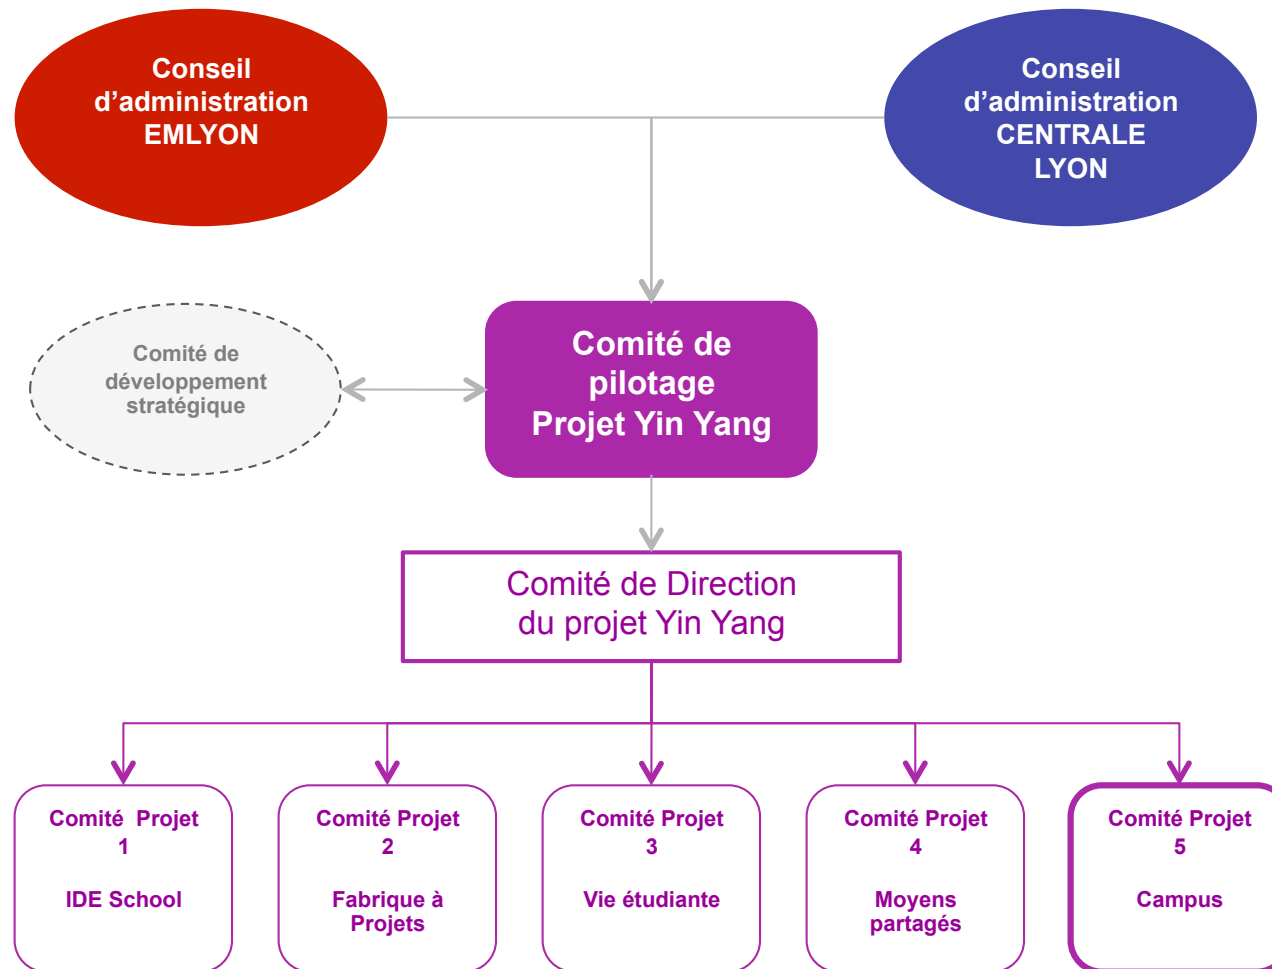 Conseil
d’administration
EMLYON
Conseil
d’administration
CENTRALE
LYON
Comité de
développement
stratégique
Comité de
pilotage
Projet Yin Yang
Comité de Direction
du projet Yin Yang
Comité Projet
1
IDE School
Comité Projet
2
Fabrique à
Projets
Comité Projet
3
Vie étudiante
Comité Projet
4
Moyens
partagés
Comité Projet
5
Campus